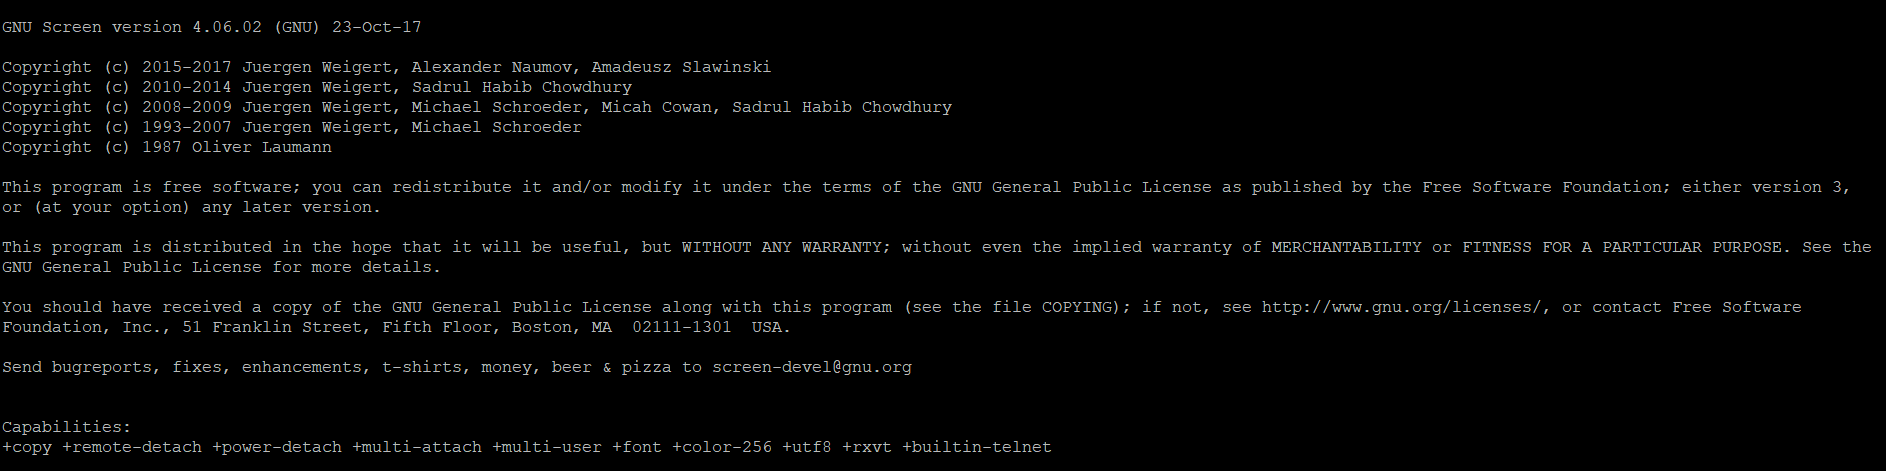 GNU Screen version 4.06.02 (GNU) 23-Oct-17
Copyright (c) 2015-2017 Juergen Weigert, Alexander Naumov, Amadeusz Slawinski
Copyright (c) 2010-2014 Juergen Weigert, Sadrul Habib Chowdhury
Copyright (c) 2008-2009 Juergen Weigert, Michael Schroeder, Micah Cowan, Sadrul Habib Chowdhury
Copyright (c) 1993-2007 Juergen Weigert, Michael Schroeder
Copyright (c) 1987 Oliver Laumann
This program is free software; you can redistribute it and/or modify it under the terms of the GNU General Public License as published by the Free Software Foundation; either version 3,
or (at your option) any later version.
This program is distributed in the hope that it will be useful, but WITHOUT ANY WARRANTY; without even the implied warranty of MERCHANTABILITY or FITNESS FOR A PARTICULAR PURPOSE. See the
GNU General Public License for more details.
You should have received a copy of the GNU General Public License along with this program (see the file COPYING); if not, see http://www.gnu.org/licenses/, or contact Free Software
Foundation, Inc., 51 Franklin Street, Fifth Floor, Boston, MA  02111-1301  USA.
Send bugreports, fixes, enhancements, t-shirts, money, beer & pizza to screen-devel@gnu.org
Capabilities:
+copy +remote-detach +power-detach +multi-attach +multi-user +font +color-256 +utf8 +rxvt +builtin-telnet